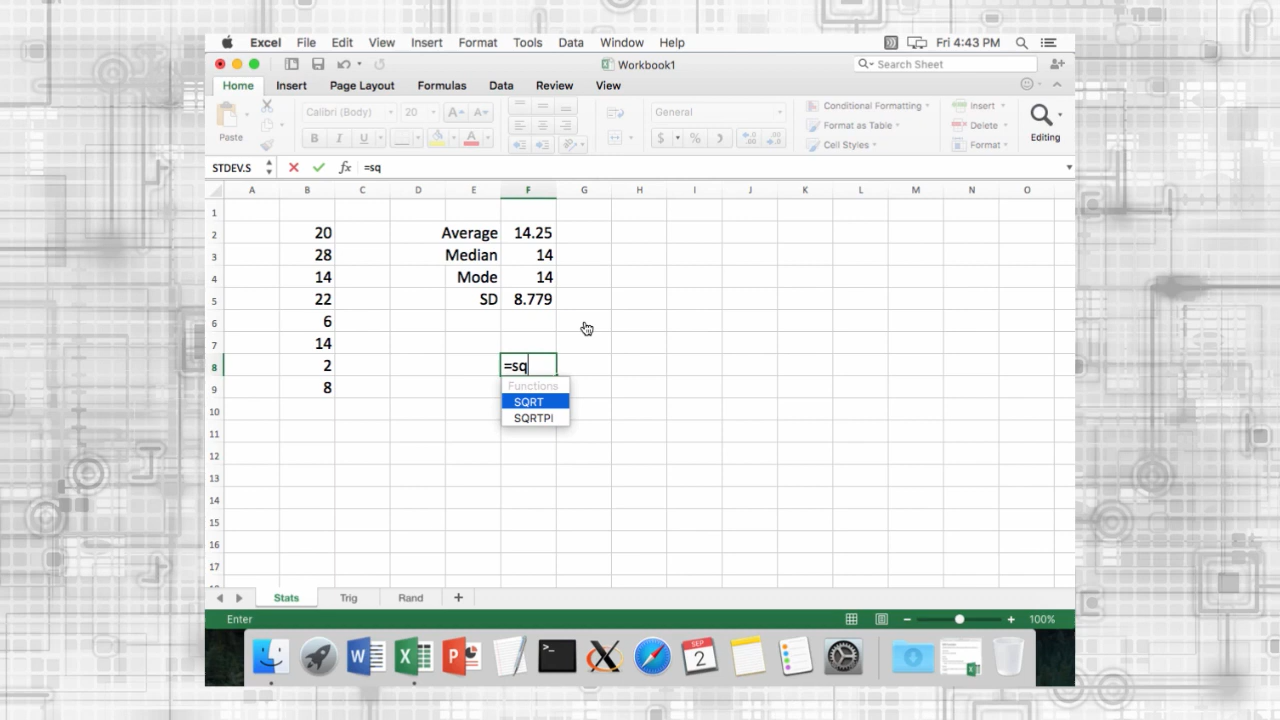 Excel File Edit View Insert Format Tools Data Window Help Fri 4:43 PM
Workbook1 Search Sheet
Home Insert Page Layout Formulas Data Review View
Paste Calibri (Body) 20 A A General Conditional Formatting Insert
B I U A $ % Format as Table Delete Editing
Cell Styles Format
STDEV.S fx =sq
A B C D E F G H I J K L M N O
1
2 20 Average 14.25
3 28 Median 14
4 14 Mode 14
5 22 SD 8.779
6 6
7 14
8 2 =sq
Functions
9 8 SQRT
10 SQRTPI
11
12
13
14
15
16
17
Stats Trig Rand +
Enter 100%
W X P >_ X SEP 2